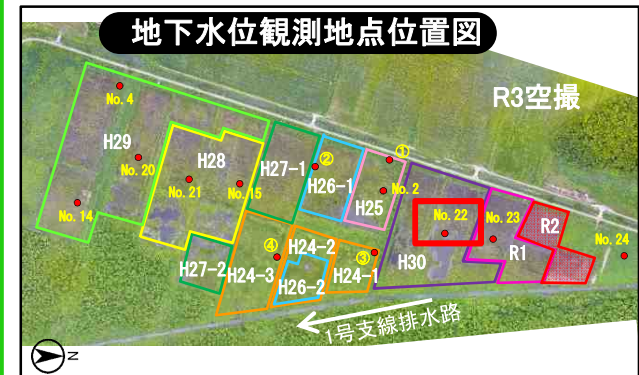 地下水位観測地点位置図
R3空撮
No. 4
H29
No. 20
No. 14
H28
No. 21
No. 15
H27-1
②
H26-1
①
No. 2
H25
No. 22
H30
No. 23
R1
R2
No. 24
H27-2
H24-3
④
H24-2
H26-2
③
H24-1
1号支線排水路
N